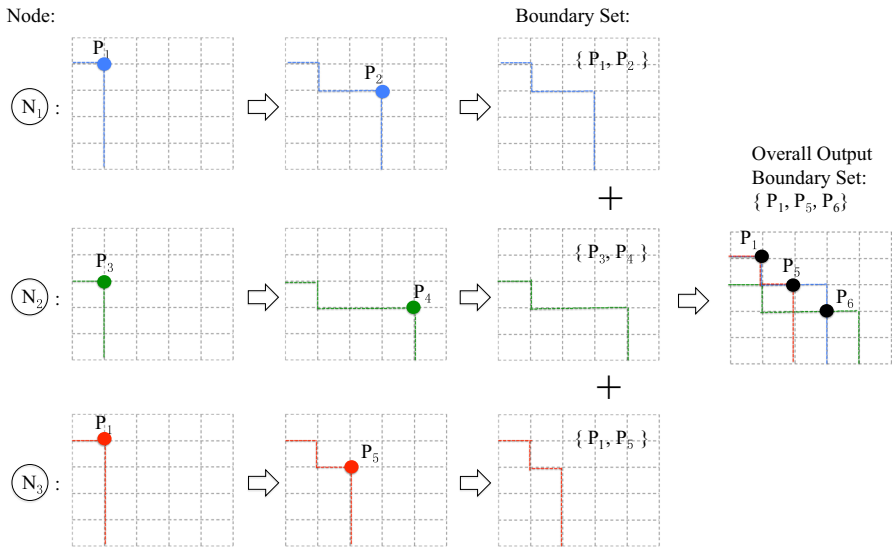 Node:
Boundary Set:
P₁
P₂
{ P₁, P₂ }
N₁ :
Overall Output
Boundary Set:
{ P₁, P₅, P₆}
+
P₃
P₄
{ P₃, P₄ }
N₂ :
P₁
P₅
P₆
+
P₁
P₅
{ P₁, P₅ }
N₃ :